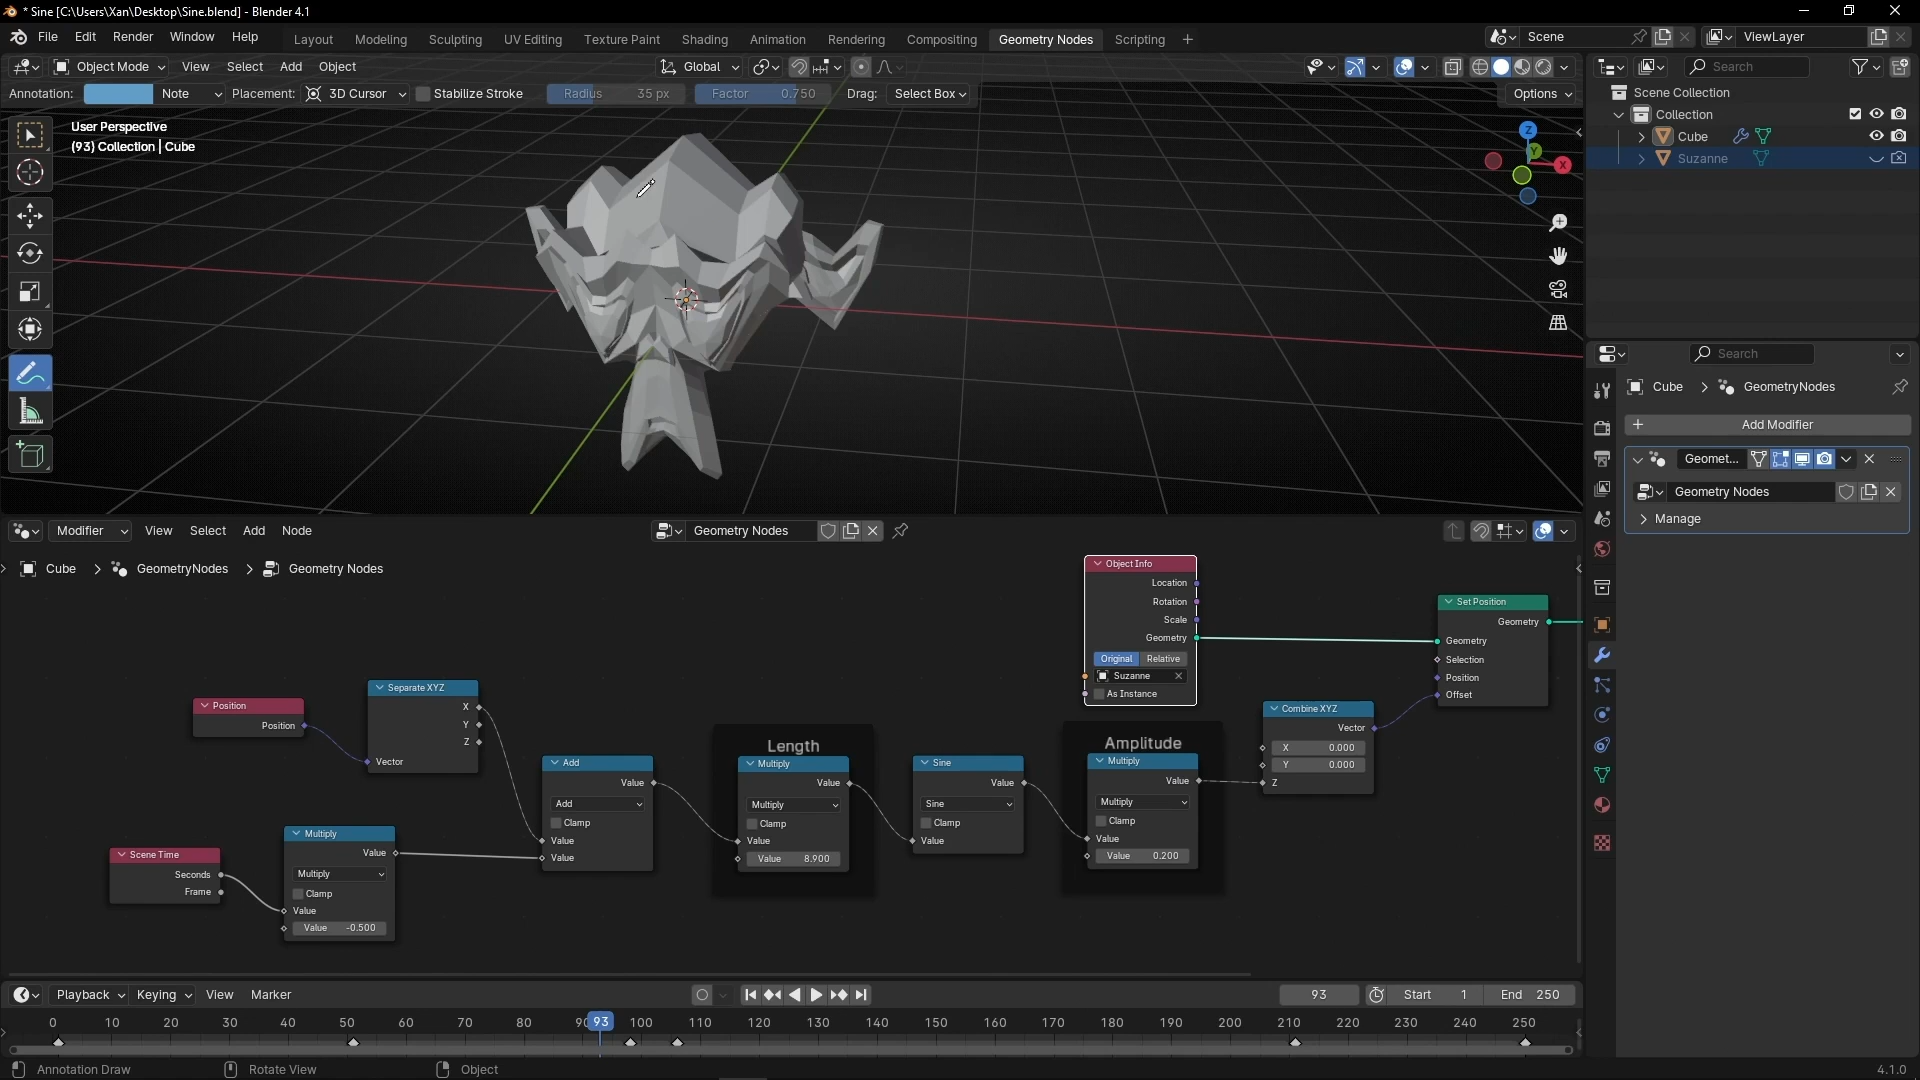 * Sine [C:\Users\Xan\Desktop\Sine.blend] - Blender 4.1
File Edit Render Window Help Layout Modeling Sculpting UV Editing Texture Paint Shading Animation Rendering Compositing Geometry Nodes Scripting + Scene ViewLayer
Object Mode View Select Add Object Global Search
Annotation: Note Placement: 3D Cursor Stabilize Stroke Radius 35 px Factor 0.750 Drag: Select Box Options
Scene Collection
Collection
Cube
Suzanne
User Perspective
(93) Collection | Cube
Z
Y
X
Search
Cube > GeometryNodes
+ Add Modifier
Geomet...
Geometry Nodes
Manage
Modifier View Select Add Node Geometry Nodes
Cube > GeometryNodes > Geometry Nodes
Object Info
Location
Rotation
Scale
Geometry
Original Relative
Suzanne
As Instance
Set Position
Geometry
Geometry
Selection
Position
Offset
Position
Position
Separate XYZ
X
Y
Z
Vector
Combine XYZ
Vector
X 0.000
Y 0.000
Z
Add
Value
Add
Clamp
Value
Value
Length
Multiply
Value
Multiply
Clamp
Value
Value 8.900
Sine
Value
Sine
Clamp
Value
Amplitude
Multiply
Value
Multiply
Clamp
Value
Value 0.200
Scene Time
Seconds
Frame
Multiply
Value
Multiply
Clamp
Value
Value -0.500
Playback Keying View Marker 93 Start 1 End 250
0 10 20 30 40 50 60 70 80 90 93 100 110 120 130 140 150 160 170 180 190 200 210 220 230 240 250
Annotation Draw Rotate View Object 4.1.0